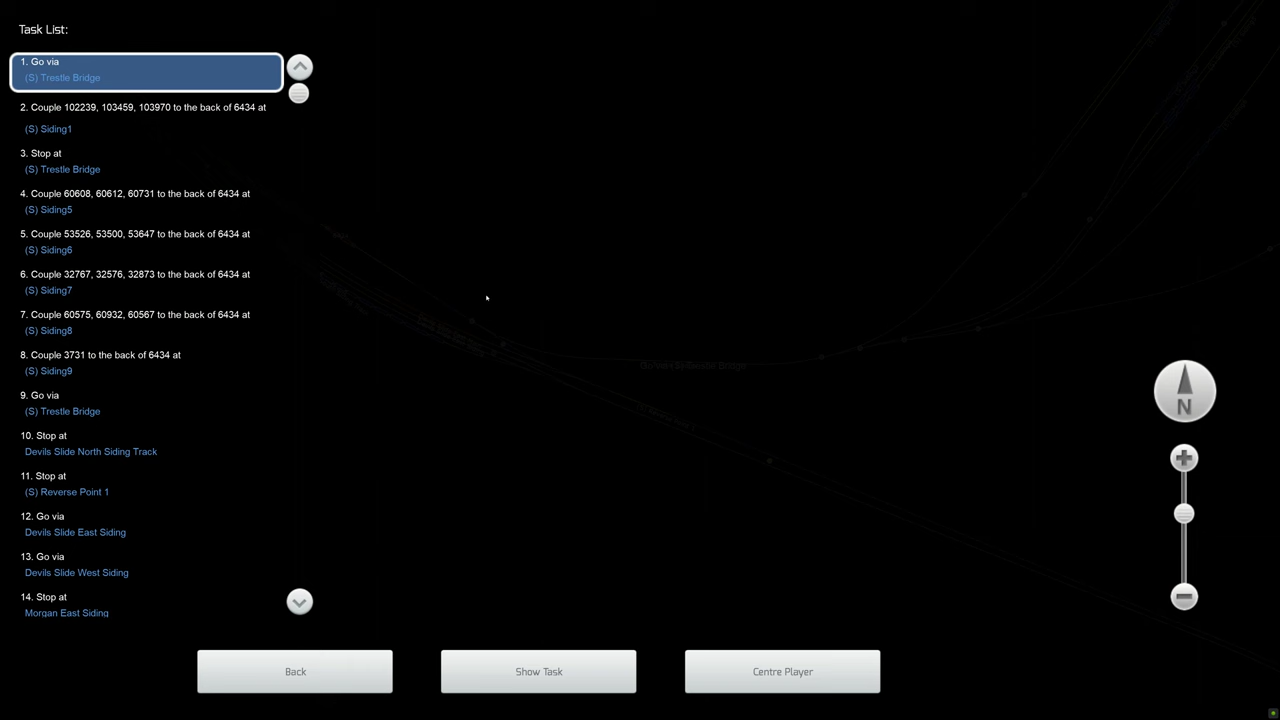 Task List:
1. Go via
(S) Trestle Bridge
2. Couple 102239, 103459, 103970 to the back of 6434 at
(S) Siding1
3. Stop at
(S) Trestle Bridge
4. Couple 60608, 60612, 60731 to the back of 6434 at
(S) Siding5
5. Couple 53526, 53500, 53647 to the back of 6434 at
(S) Siding6
6. Couple 32767, 32576, 32873 to the back of 6434 at
(S) Siding7
7. Couple 60575, 60932, 60567 to the back of 6434 at
(S) Siding8
8. Couple 3731 to the back of 6434 at
(S) Siding9
9. Go via
(S) Trestle Bridge
10. Stop at
Devils Slide North Siding Track
11. Stop at
(S) Reverse Point 1
12. Go via
Devils Slide East Siding
13. Go via
Devils Slide West Siding
14. Stop at
Morgan East Siding
N
Back
Show Task
Centre Player